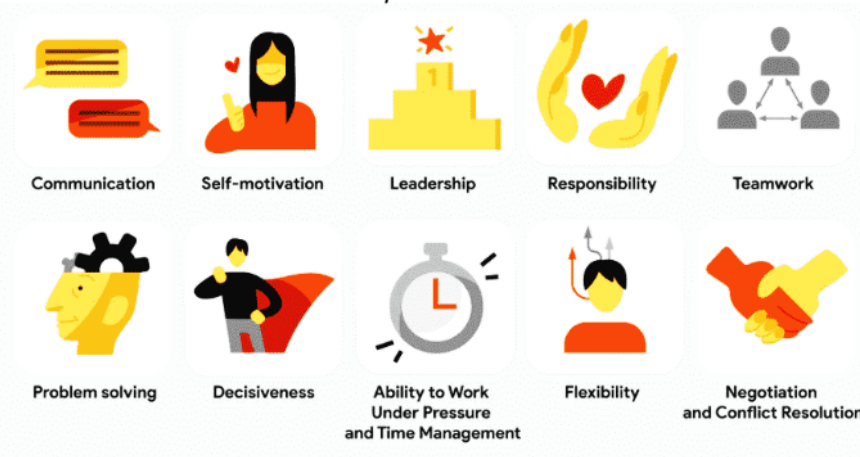 Communication
Self-motivation
Leadership
1
Responsibility
Teamwork
Problem solving
Decisiveness
Ability to Work
Under Pressure
and Time Management
Flexibility
Negotiation
and Conflict Resolution